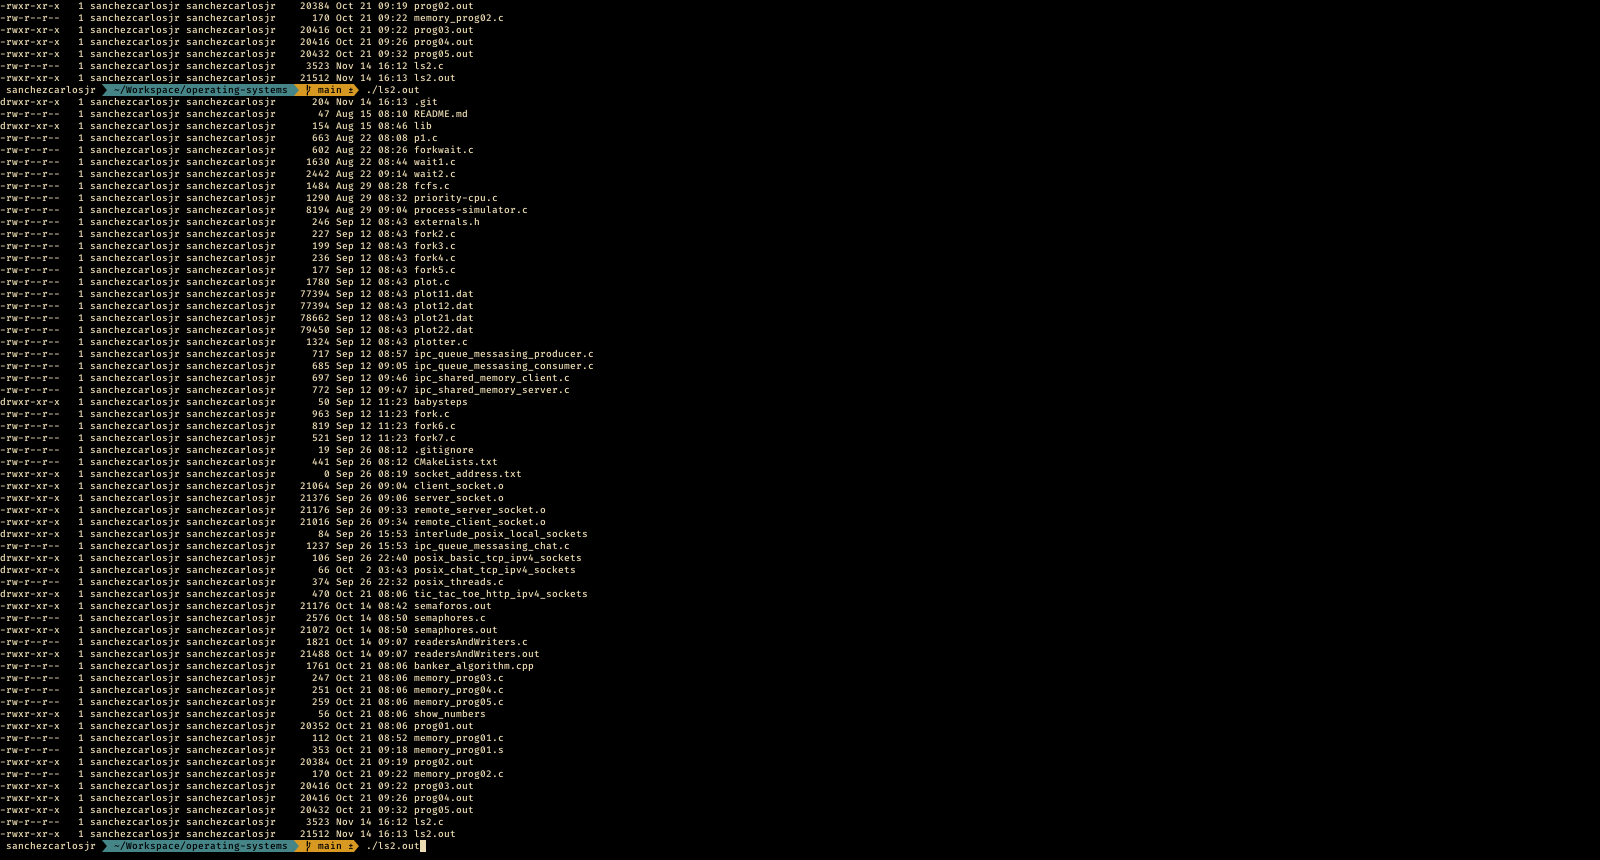 -rwxr-xr-x   1 sanchezcarlosjr sanchezcarlosjr    20384 Oct 21 09:19 prog02.out
-rw-r--r--   1 sanchezcarlosjr sanchezcarlosjr      170 Oct 21 09:22 memory_prog02.c
-rwxr-xr-x   1 sanchezcarlosjr sanchezcarlosjr    20416 Oct 21 09:22 prog03.out
-rwxr-xr-x   1 sanchezcarlosjr sanchezcarlosjr    20416 Oct 21 09:26 prog04.out
-rwxr-xr-x   1 sanchezcarlosjr sanchezcarlosjr    20432 Oct 21 09:32 prog05.out
-rw-r--r--   1 sanchezcarlosjr sanchezcarlosjr     3523 Nov 14 16:12 ls2.c
-rwxr-xr-x   1 sanchezcarlosjr sanchezcarlosjr    21512 Nov 14 16:13 ls2.out
sanchezcarlosjr ~/Workspace/operating-systems main ± ./ls2.out
drwxr-xr-x   1 sanchezcarlosjr sanchezcarlosjr      204 Nov 14 16:13 .git
-rw-r--r--   1 sanchezcarlosjr sanchezcarlosjr       47 Aug 15 08:10 README.md
drwxr-xr-x   1 sanchezcarlosjr sanchezcarlosjr      154 Aug 15 08:46 lib
-rw-r--r--   1 sanchezcarlosjr sanchezcarlosjr      663 Aug 22 08:08 p1.c
-rw-r--r--   1 sanchezcarlosjr sanchezcarlosjr      602 Aug 22 08:26 forkwait.c
-rw-r--r--   1 sanchezcarlosjr sanchezcarlosjr     1630 Aug 22 08:44 wait1.c
-rw-r--r--   1 sanchezcarlosjr sanchezcarlosjr     2442 Aug 22 09:14 wait2.c
-rw-r--r--   1 sanchezcarlosjr sanchezcarlosjr     1484 Aug 29 08:28 fcfs.c
-rw-r--r--   1 sanchezcarlosjr sanchezcarlosjr     1290 Aug 29 08:32 priority-cpu.c
-rw-r--r--   1 sanchezcarlosjr sanchezcarlosjr     8194 Aug 29 09:04 process-simulator.c
-rw-r--r--   1 sanchezcarlosjr sanchezcarlosjr      246 Sep 12 08:43 externals.h
-rw-r--r--   1 sanchezcarlosjr sanchezcarlosjr      227 Sep 12 08:43 fork2.c
-rw-r--r--   1 sanchezcarlosjr sanchezcarlosjr      199 Sep 12 08:43 fork3.c
-rw-r--r--   1 sanchezcarlosjr sanchezcarlosjr      236 Sep 12 08:43 fork4.c
-rw-r--r--   1 sanchezcarlosjr sanchezcarlosjr      177 Sep 12 08:43 fork5.c
-rw-r--r--   1 sanchezcarlosjr sanchezcarlosjr     1780 Sep 12 08:43 plot.c
-rw-r--r--   1 sanchezcarlosjr sanchezcarlosjr    77394 Sep 12 08:43 plot11.dat
-rw-r--r--   1 sanchezcarlosjr sanchezcarlosjr    77394 Sep 12 08:43 plot12.dat
-rw-r--r--   1 sanchezcarlosjr sanchezcarlosjr    78662 Sep 12 08:43 plot21.dat
-rw-r--r--   1 sanchezcarlosjr sanchezcarlosjr    79450 Sep 12 08:43 plot22.dat
-rw-r--r--   1 sanchezcarlosjr sanchezcarlosjr     1324 Sep 12 08:43 plotter.c
-rw-r--r--   1 sanchezcarlosjr sanchezcarlosjr      717 Sep 12 08:57 ipc_queue_messasing_producer.c
-rw-r--r--   1 sanchezcarlosjr sanchezcarlosjr      685 Sep 12 09:05 ipc_queue_messasing_consumer.c
-rw-r--r--   1 sanchezcarlosjr sanchezcarlosjr      697 Sep 12 09:46 ipc_shared_memory_client.c
-rw-r--r--   1 sanchezcarlosjr sanchezcarlosjr      772 Sep 12 09:47 ipc_shared_memory_server.c
drwxr-xr-x   1 sanchezcarlosjr sanchezcarlosjr       50 Sep 12 11:23 babysteps
-rw-r--r--   1 sanchezcarlosjr sanchezcarlosjr      963 Sep 12 11:23 fork.c
-rw-r--r--   1 sanchezcarlosjr sanchezcarlosjr      819 Sep 12 11:23 fork6.c
-rw-r--r--   1 sanchezcarlosjr sanchezcarlosjr      521 Sep 12 11:23 fork7.c
-rw-r--r--   1 sanchezcarlosjr sanchezcarlosjr       19 Sep 26 08:12 .gitignore
-rw-r--r--   1 sanchezcarlosjr sanchezcarlosjr      441 Sep 26 08:12 CMakeLists.txt
-rw-r--r--   1 sanchezcarlosjr sanchezcarlosjr        0 Sep 26 08:19 socket_address.txt
-rwxr-xr-x   1 sanchezcarlosjr sanchezcarlosjr    21064 Sep 26 09:04 client_socket.o
-rwxr-xr-x   1 sanchezcarlosjr sanchezcarlosjr    21376 Sep 26 09:06 server_socket.o
-rwxr-xr-x   1 sanchezcarlosjr sanchezcarlosjr    21176 Sep 26 09:33 remote_server_socket.o
-rwxr-xr-x   1 sanchezcarlosjr sanchezcarlosjr    21016 Sep 26 09:34 remote_client_socket.o
drwxr-xr-x   1 sanchezcarlosjr sanchezcarlosjr       84 Sep 26 15:53 interlude_posix_local_sockets
-rw-r--r--   1 sanchezcarlosjr sanchezcarlosjr     1237 Sep 26 15:53 ipc_queue_messasing_chat.c
drwxr-xr-x   1 sanchezcarlosjr sanchezcarlosjr      106 Sep 26 22:40 posix_basic_tcp_ipv4_sockets
drwxr-xr-x   1 sanchezcarlosjr sanchezcarlosjr       66 Oct  2 03:43 posix_chat_tcp_ipv4_sockets
-rw-r--r--   1 sanchezcarlosjr sanchezcarlosjr      374 Sep 26 22:32 posix_threads.c
drwxr-xr-x   1 sanchezcarlosjr sanchezcarlosjr      470 Oct 21 08:06 tic_tac_toe_http_ipv4_sockets
-rwxr-xr-x   1 sanchezcarlosjr sanchezcarlosjr    21176 Oct 14 08:42 semaforos.out
-rw-r--r--   1 sanchezcarlosjr sanchezcarlosjr     2576 Oct 14 08:50 semaphores.c
-rwxr-xr-x   1 sanchezcarlosjr sanchezcarlosjr    21072 Oct 14 08:50 semaphores.out
-rw-r--r--   1 sanchezcarlosjr sanchezcarlosjr     1821 Oct 14 09:07 readersAndWriters.c
-rwxr-xr-x   1 sanchezcarlosjr sanchezcarlosjr    21488 Oct 14 09:07 readersAndWriters.out
-rw-r--r--   1 sanchezcarlosjr sanchezcarlosjr     1761 Oct 21 08:06 banker_algorithm.cpp
-rw-r--r--   1 sanchezcarlosjr sanchezcarlosjr      247 Oct 21 08:06 memory_prog03.c
-rw-r--r--   1 sanchezcarlosjr sanchezcarlosjr      251 Oct 21 08:06 memory_prog04.c
-rw-r--r--   1 sanchezcarlosjr sanchezcarlosjr      259 Oct 21 08:06 memory_prog05.c
-rwxr-xr-x   1 sanchezcarlosjr sanchezcarlosjr       56 Oct 21 08:06 show_numbers
-rwxr-xr-x   1 sanchezcarlosjr sanchezcarlosjr    20352 Oct 21 08:06 prog01.out
-rw-r--r--   1 sanchezcarlosjr sanchezcarlosjr      112 Oct 21 08:52 memory_prog01.c
-rw-r--r--   1 sanchezcarlosjr sanchezcarlosjr      353 Oct 21 09:18 memory_prog01.s
-rwxr-xr-x   1 sanchezcarlosjr sanchezcarlosjr    20384 Oct 21 09:19 prog02.out
-rw-r--r--   1 sanchezcarlosjr sanchezcarlosjr      170 Oct 21 09:22 memory_prog02.c
-rwxr-xr-x   1 sanchezcarlosjr sanchezcarlosjr    20416 Oct 21 09:22 prog03.out
-rwxr-xr-x   1 sanchezcarlosjr sanchezcarlosjr    20416 Oct 21 09:26 prog04.out
-rwxr-xr-x   1 sanchezcarlosjr sanchezcarlosjr    20432 Oct 21 09:32 prog05.out
-rw-r--r--   1 sanchezcarlosjr sanchezcarlosjr     3523 Nov 14 16:12 ls2.c
-rwxr-xr-x   1 sanchezcarlosjr sanchezcarlosjr    21512 Nov 14 16:13 ls2.out
sanchezcarlosjr ~/Workspace/operating-systems main ± ./ls2.out